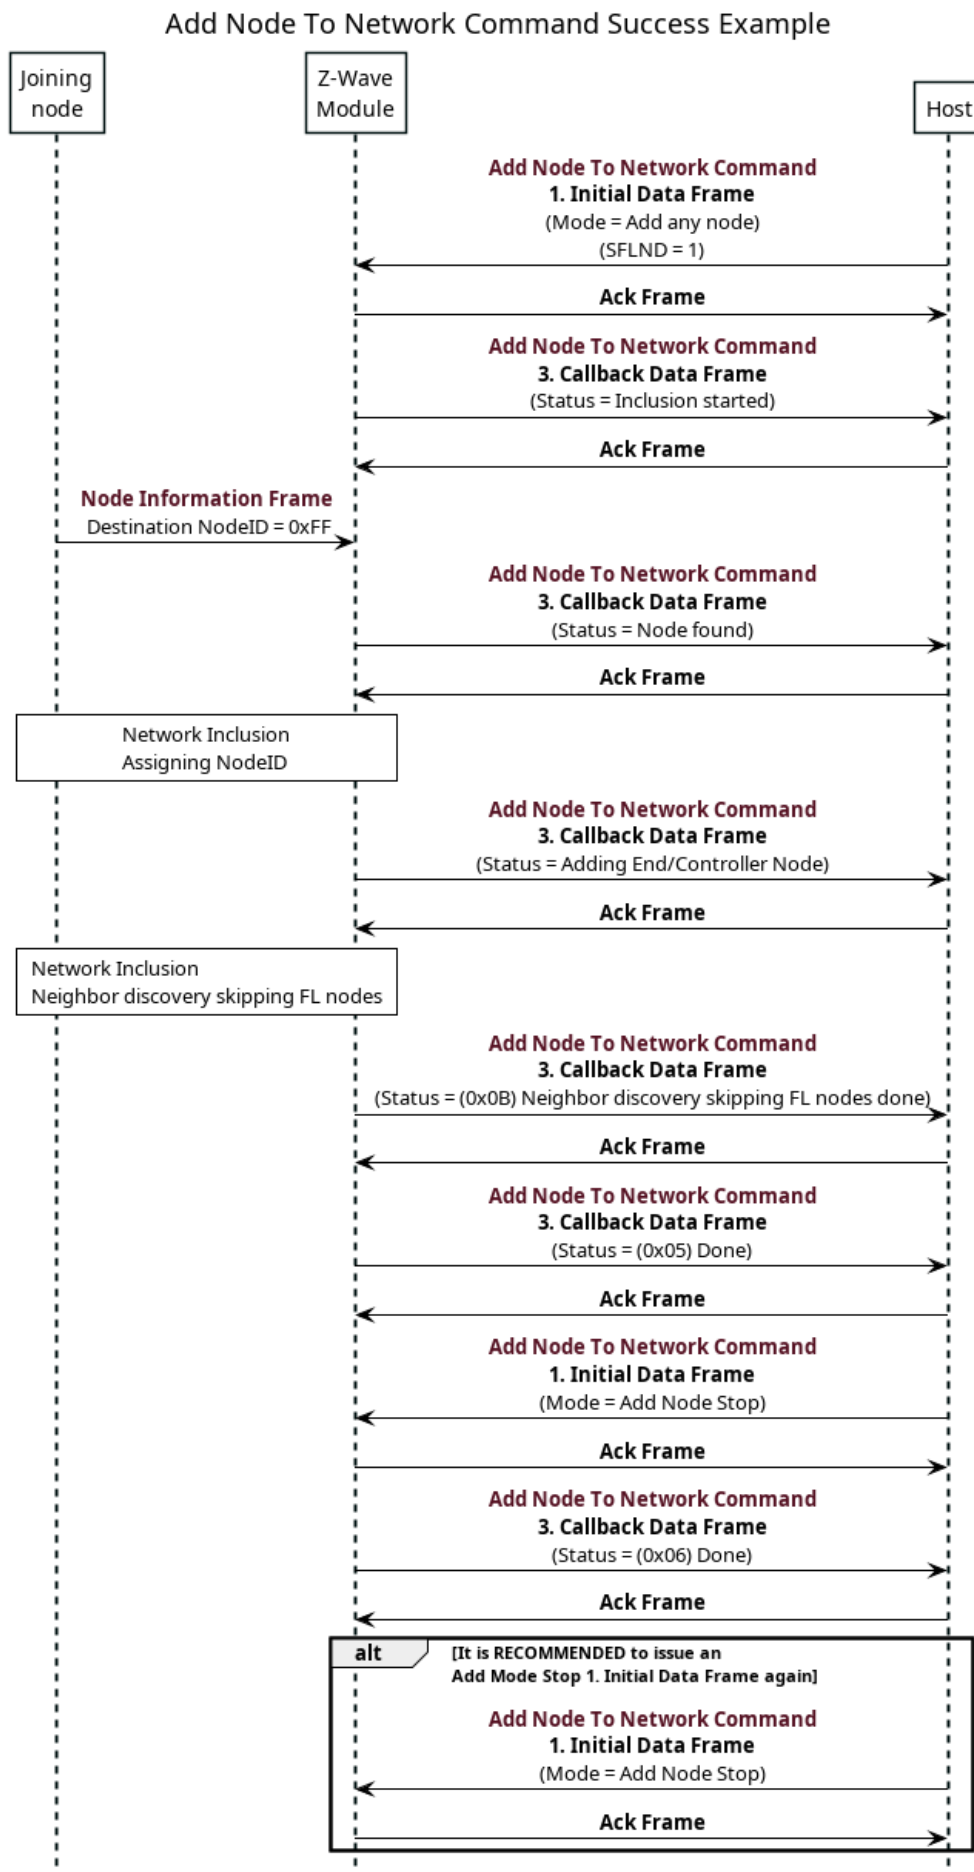 Add Node To Network Command Success Example
Joining
node
Z-Wave
Module
Host
Add Node To Network Command
1. Initial Data Frame
(Mode = Add any node)
(SFLND = 1)
Ack Frame
Add Node To Network Command
3. Callback Data Frame
(Status = Inclusion started)
Ack Frame
Node Information Frame
Destination NodeID = 0xFF
Add Node To Network Command
3. Callback Data Frame
(Status = Node found)
Ack Frame
Network Inclusion
Assigning NodeID
Add Node To Network Command
3. Callback Data Frame
(Status = Adding End/Controller Node)
Ack Frame
Network Inclusion
Neighbor discovery skipping FL nodes
Add Node To Network Command
3. Callback Data Frame
(Status = (0x0B) Neighbor discovery skipping FL nodes done)
Ack Frame
Add Node To Network Command
3. Callback Data Frame
(Status = (0x05) Done)
Ack Frame
Add Node To Network Command
1. Initial Data Frame
(Mode = Add Node Stop)
Ack Frame
Add Node To Network Command
3. Callback Data Frame
(Status = (0x06) Done)
Ack Frame
alt
[It is RECOMMENDED to issue an
Add Mode Stop 1. Initial Data Frame again]
Add Node To Network Command
1. Initial Data Frame
(Mode = Add Node Stop)
Ack Frame